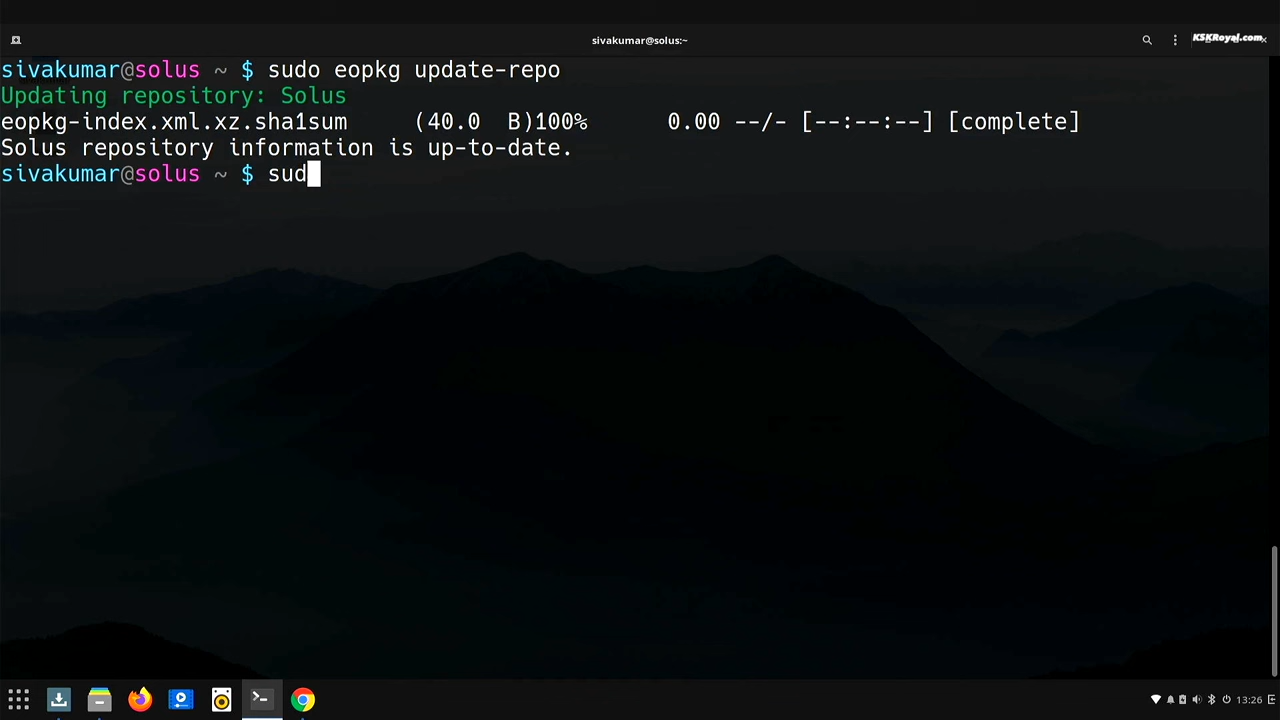 sivakumar@solus:~
KSKRoyal.com
sivakumar@solus ~ $ sudo eopkg update-repo
Updating repository: Solus
eopkg-index.xml.xz.sha1sum     (40.0  B)100%      0.00 --/- [--:--:--] [complete]
Solus repository information is up-to-date.
sivakumar@solus ~ $ sud
13:26